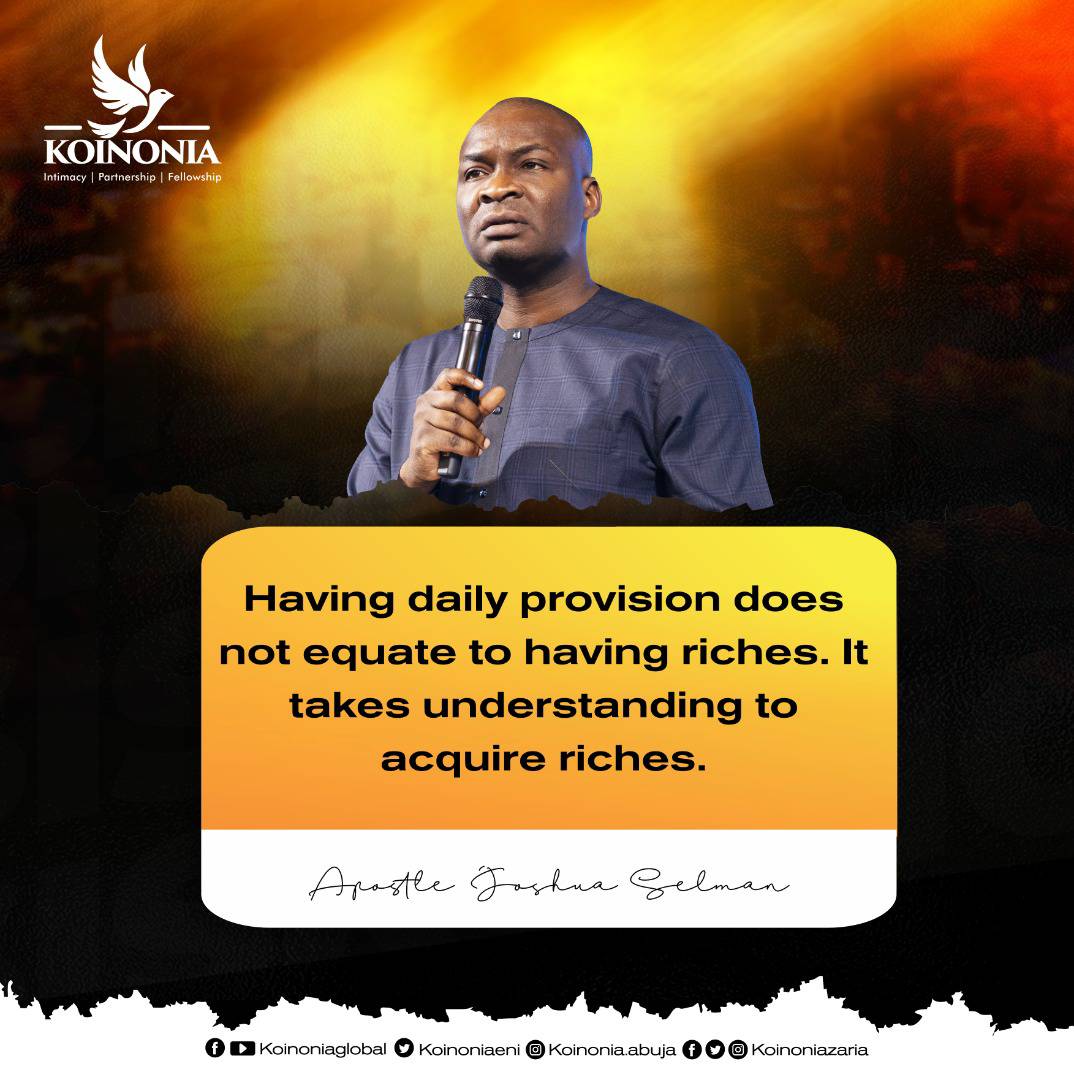 KOINONIA
Intimacy | Partnership | Fellowship
Having daily provision does
not equate to having riches. It
takes understanding to
acquire riches.
Apostle Joshua Selman
Koinoniaglobal Koinoniaeni Koinonia.abuja Koinoniazaria